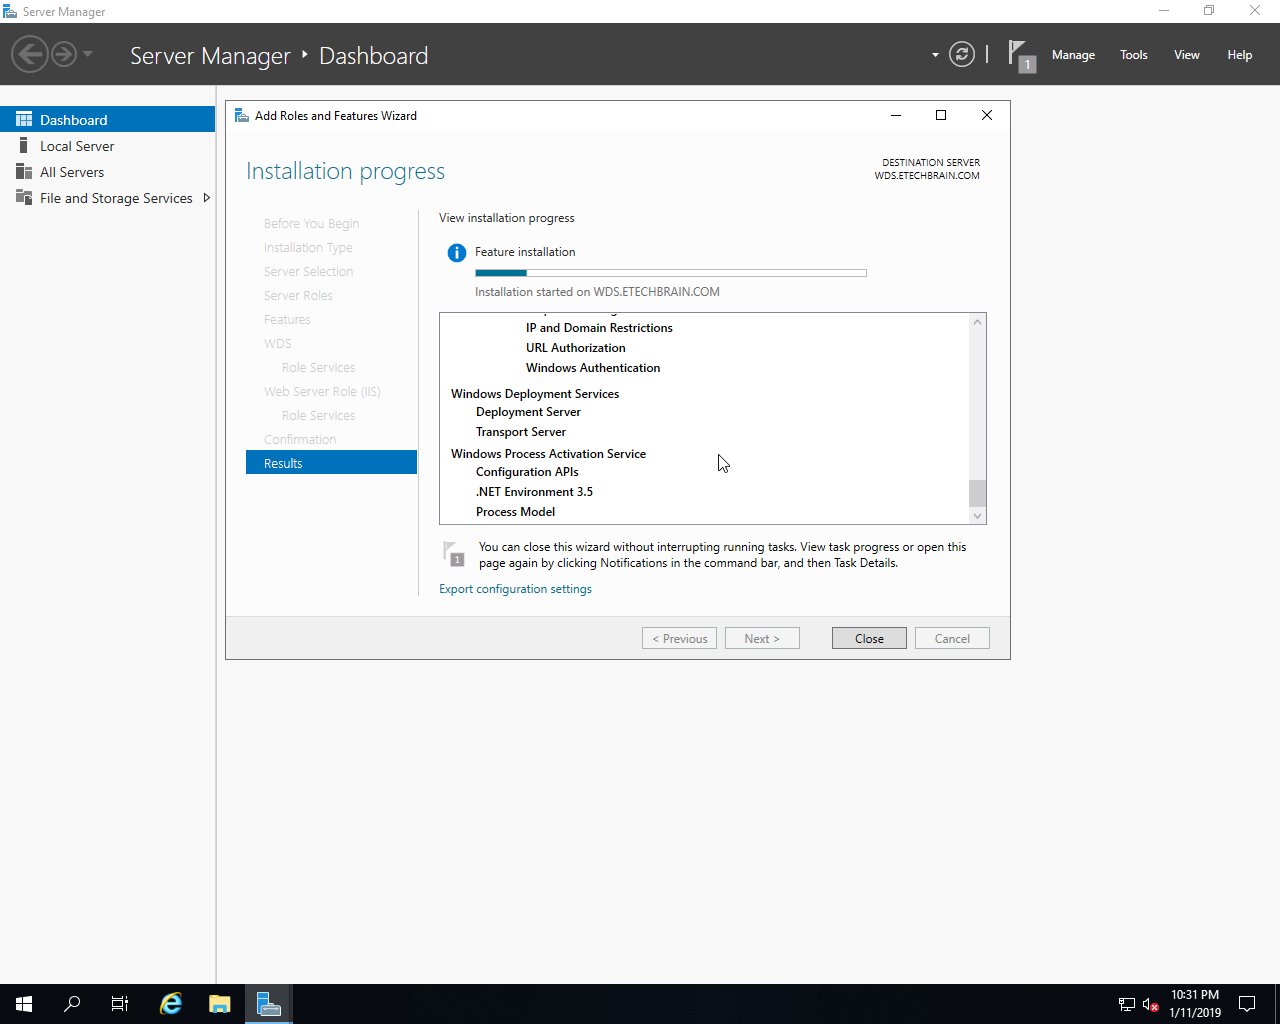 Server Manager
Server Manager
Dashboard
1
Manage
Tools
View
Help
Dashboard
Local Server
All Servers
File and Storage Services
Add Roles and Features Wizard
Installation progress
DESTINATION SERVER
WDS.ETECHBRAIN.COM
Before You Begin
Installation Type
Server Selection
Server Roles
Features
WDS
Role Services
Web Server Role (IIS)
Role Services
Confirmation
Results
View installation progress
Feature installation
Installation started on WDS.ETECHBRAIN.COM
IP and Domain Restrictions
URL Authorization
Windows Authentication
Windows Deployment Services
Deployment Server
Transport Server
Windows Process Activation Service
Configuration APIs
.NET Environment 3.5
Process Model
1
You can close this wizard without interrupting running tasks. View task progress or open this
page again by clicking Notifications in the command bar, and then Task Details.
Export configuration settings
< Previous
Next >
Close
Cancel
10:31 PM
1/11/2019